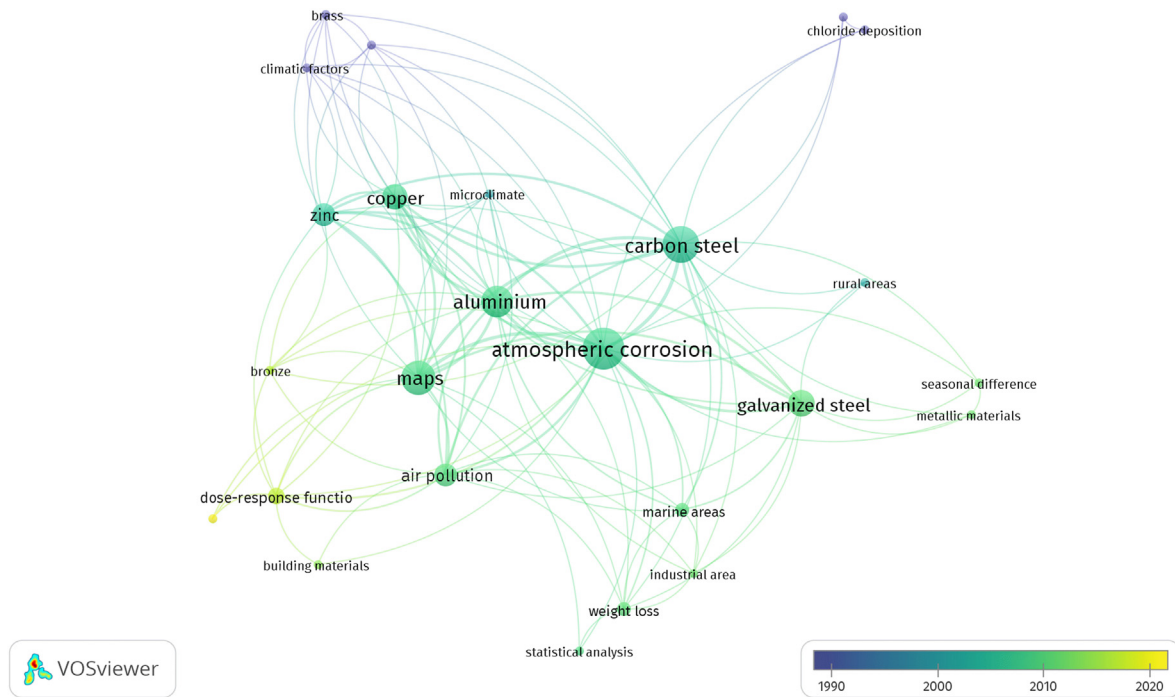 brass
chloride deposition
climatic factors
copper
microclimate
zinc
carbon steel
rural areas
aluminium
atmospheric corrosion
bronze
maps
seasonal difference
galvanized steel
metallic materials
air pollution
dose-response functio
marine areas
building materials
industrial area
weight loss
statistical analysis
VOSviewer
1990 2000 2010 2020